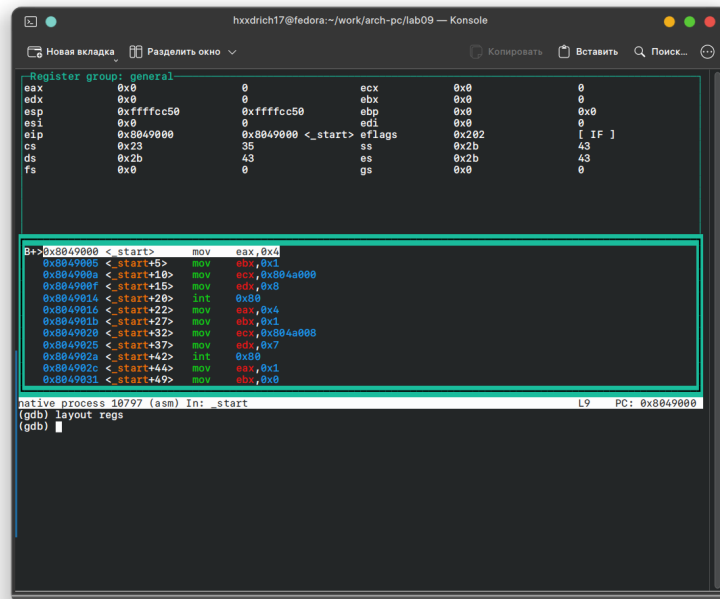 hxxdrich17@fedora:~/work/arch-pc/lab09 — Konsole
Новая вкладка Разделить окно Копировать Вставить Поиск...
Register group: general
eax 0x0 0 ecx 0x0 0
edx 0x0 0 ebx 0x0 0
esp 0xffffcc50 0xffffcc50 ebp 0x0 0x0
esi 0x0 0 edi 0x0 0
eip 0x8049000 0x8049000 <_start> eflags 0x202 [ IF ]
cs 0x23 35 ss 0x2b 43
ds 0x2b 43 es 0x2b 43
fs 0x0 0 gs 0x0 0
B+>0x8049000 <_start> mov eax,0x4
0x8049005 <_start+5> mov ebx,0x1
0x804900a <_start+10> mov ecx,0x804a000
0x804900f <_start+15> mov edx,0x8
0x8049014 <_start+20> int 0x80
0x8049016 <_start+22> mov eax,0x4
0x804901b <_start+27> mov ebx,0x1
0x8049020 <_start+32> mov ecx,0x804a008
0x8049025 <_start+37> mov edx,0x7
0x804902a <_start+42> int 0x80
0x804902c <_start+44> mov eax,0x1
0x8049031 <_start+49> mov ebx,0x0
native process 10797 (asm) In: _start L9 PC: 0x8049000
(gdb) layout regs
(gdb)